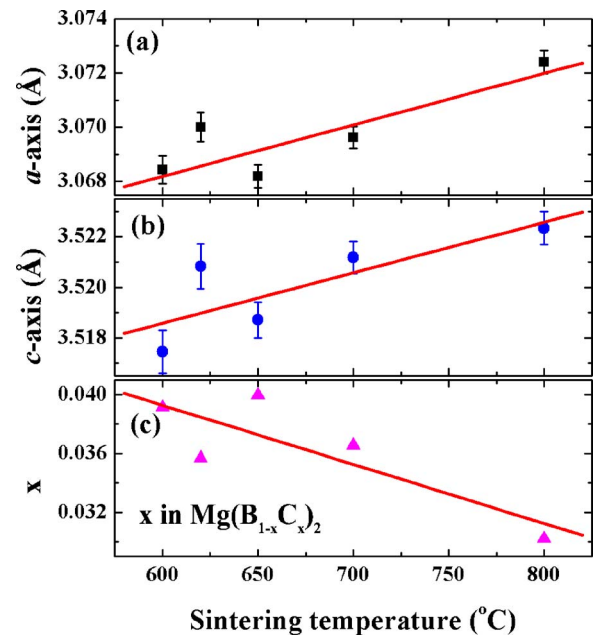 3.074
(a)
3.072
3.070
3.068
a-axis (Å)
(b)
3.522
3.520
3.518
c-axis (Å)
0.040
(c)
0.036
0.032
x
x in Mg(B₁₋ₓCₓ)₂
600 650 700 750 800
Sintering temperature (°C)